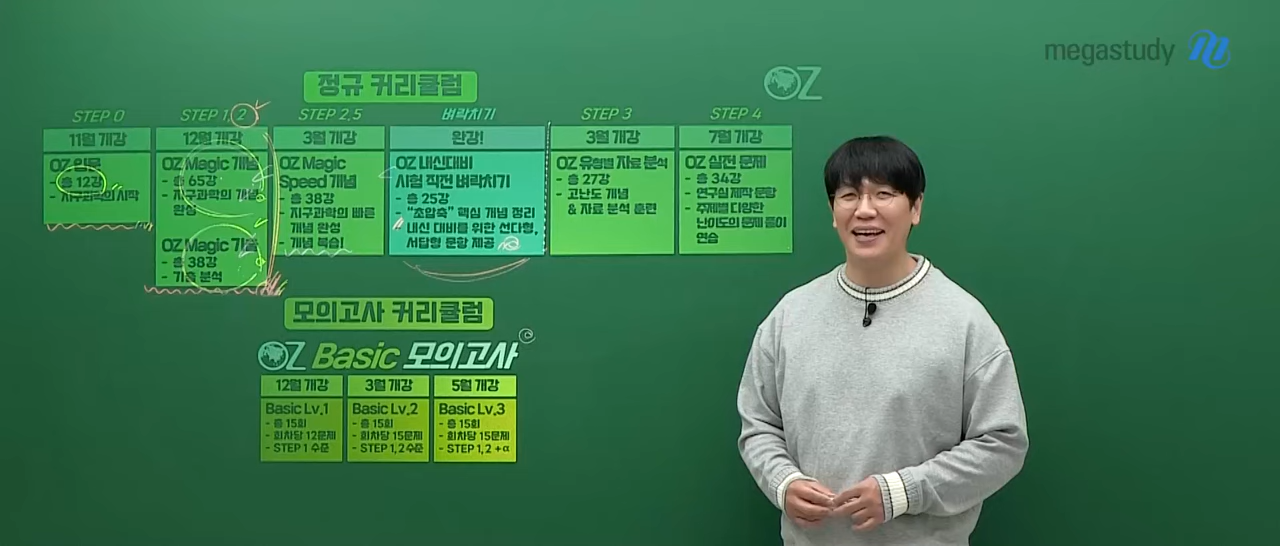 megastudy
정규 커리큘럼
OZ
STEP 0
11월 개강
OZ 입문
- 총 12강
- 지구과학의 시작
STEP 1, 2
12월 개강
OZ Magic 개념
- 총 65강
- 지구과학의 개념
완성
OZ Magic 기출
- 총 38강
- 기출 분석
STEP 2.5
3월 개강
OZ Magic
Speed 개념
- 총 38강
- 지구과학의 빠른
개념 완성
- 개념 복습!
벼락치기
완강!
OZ 내신대비
시험 직전 벼락치기
- 총 25강
- “초압축” 핵심 개념 정리
- 내신 대비를 위한 선다형,
서답형 문항 제공
STEP 3
3월 개강
OZ 유형별 자료 분석
- 총 27강
- 고난도 개념
& 자료 분석 훈련
STEP 4
7월 개강
OZ 실전 문제
- 총 34강
- 연구실 제작 문항
- 주제별 다양한
난이도의 문제 풀이
연습
모의고사 커리큘럼
OZ Basic 모의고사
12월 개강
Basic Lv.1
- 총 15회
- 회차당 12문제
- STEP 1 수준
3월 개강
Basic Lv.2
- 총 15회
- 회차당 15문제
- STEP 1, 2 수준
5월 개강
Basic Lv.3
- 총 15회
- 회차당 15문제
- STEP 1, 2 + α